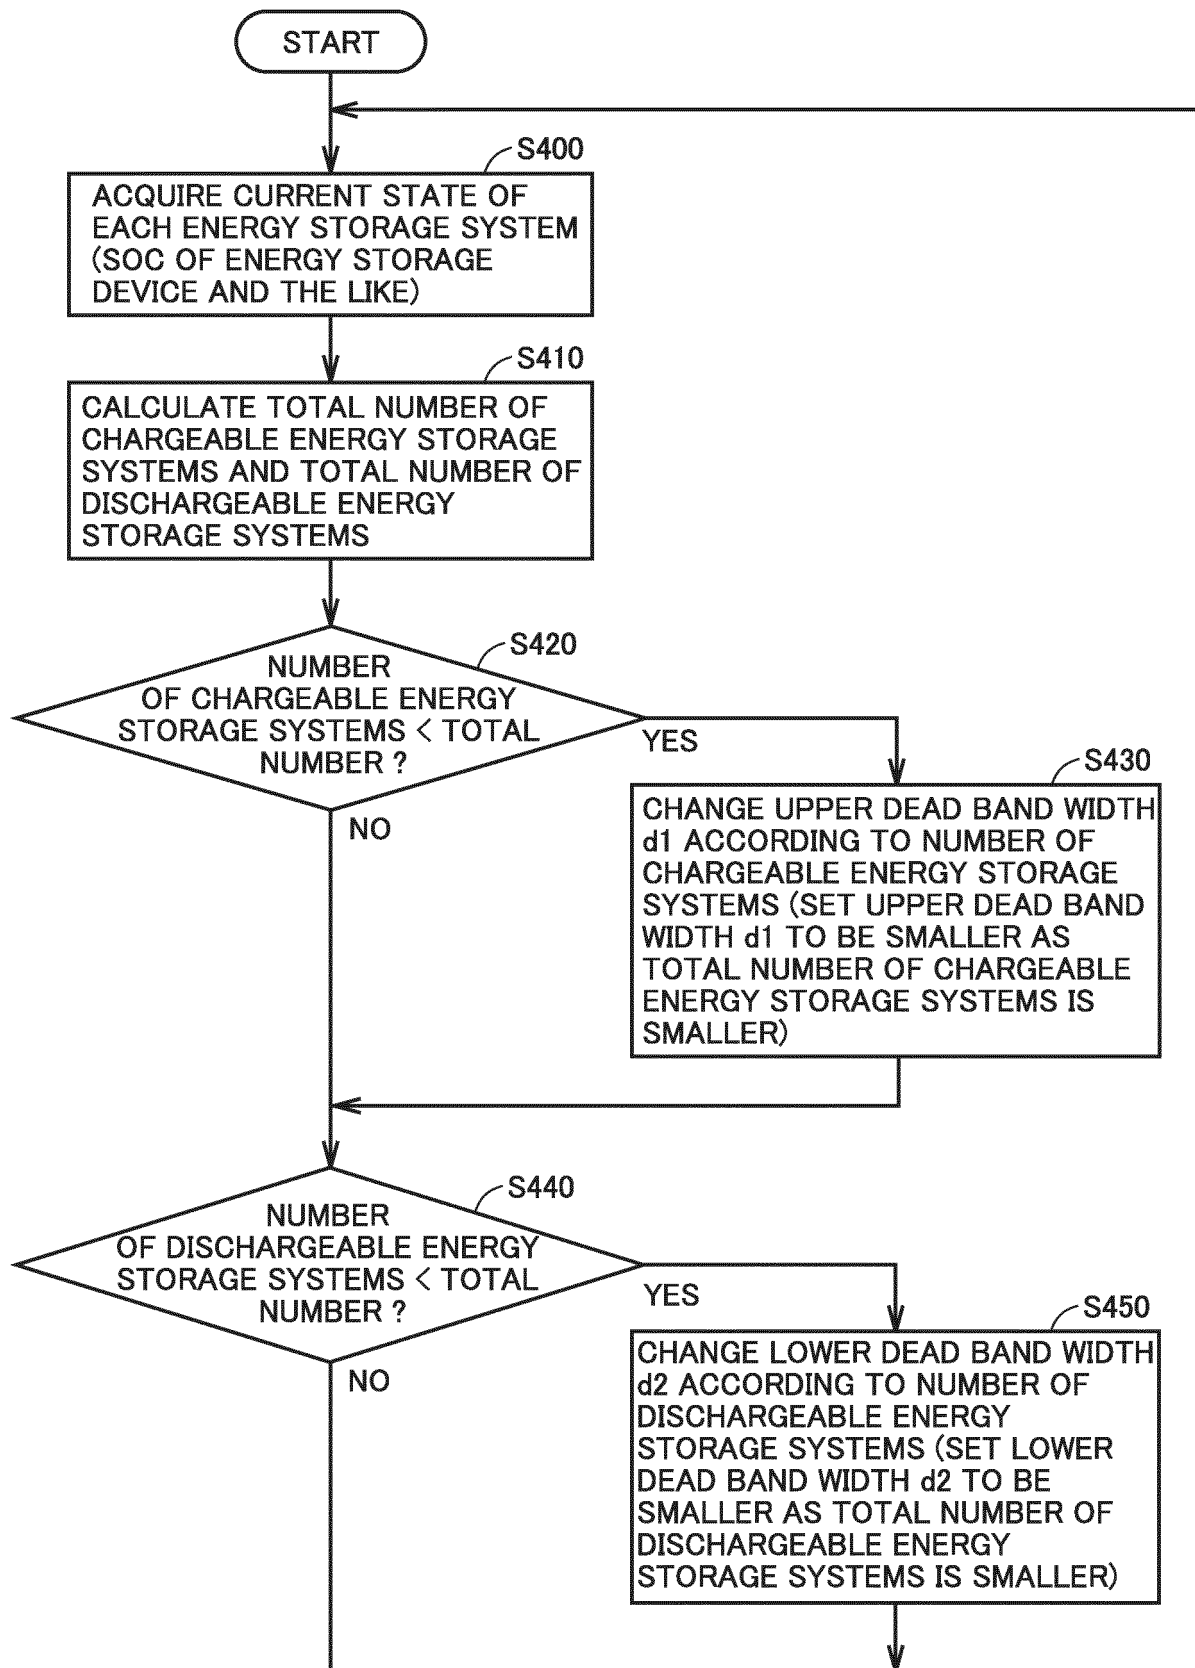 START
S400
ACQUIRE CURRENT STATE OF
EACH ENERGY STORAGE SYSTEM
(SOC OF ENERGY STORAGE
DEVICE AND THE LIKE)
S410
CALCULATE TOTAL NUMBER OF
CHARGEABLE ENERGY STORAGE
SYSTEMS AND TOTAL NUMBER OF
DISCHARGEABLE ENERGY
STORAGE SYSTEMS
S420
NUMBER
OF CHARGEABLE ENERGY
STORAGE SYSTEMS < TOTAL
NUMBER ?
YES
NO
S430
CHANGE UPPER DEAD BAND WIDTH
d1 ACCORDING TO NUMBER OF
CHARGEABLE ENERGY STORAGE
SYSTEMS (SET UPPER DEAD BAND
WIDTH d1 TO BE SMALLER AS
TOTAL NUMBER OF CHARGEABLE
ENERGY STORAGE SYSTEMS IS
SMALLER)
S440
NUMBER
OF DISCHARGEABLE ENERGY
STORAGE SYSTEMS < TOTAL
NUMBER ?
YES
NO
S450
CHANGE LOWER DEAD BAND WIDTH
d2 ACCORDING TO NUMBER OF
DISCHARGEABLE ENERGY
STORAGE SYSTEMS (SET LOWER
DEAD BAND WIDTH d2 TO BE
SMALLER AS TOTAL NUMBER OF
DISCHARGEABLE ENERGY
STORAGE SYSTEMS IS SMALLER)